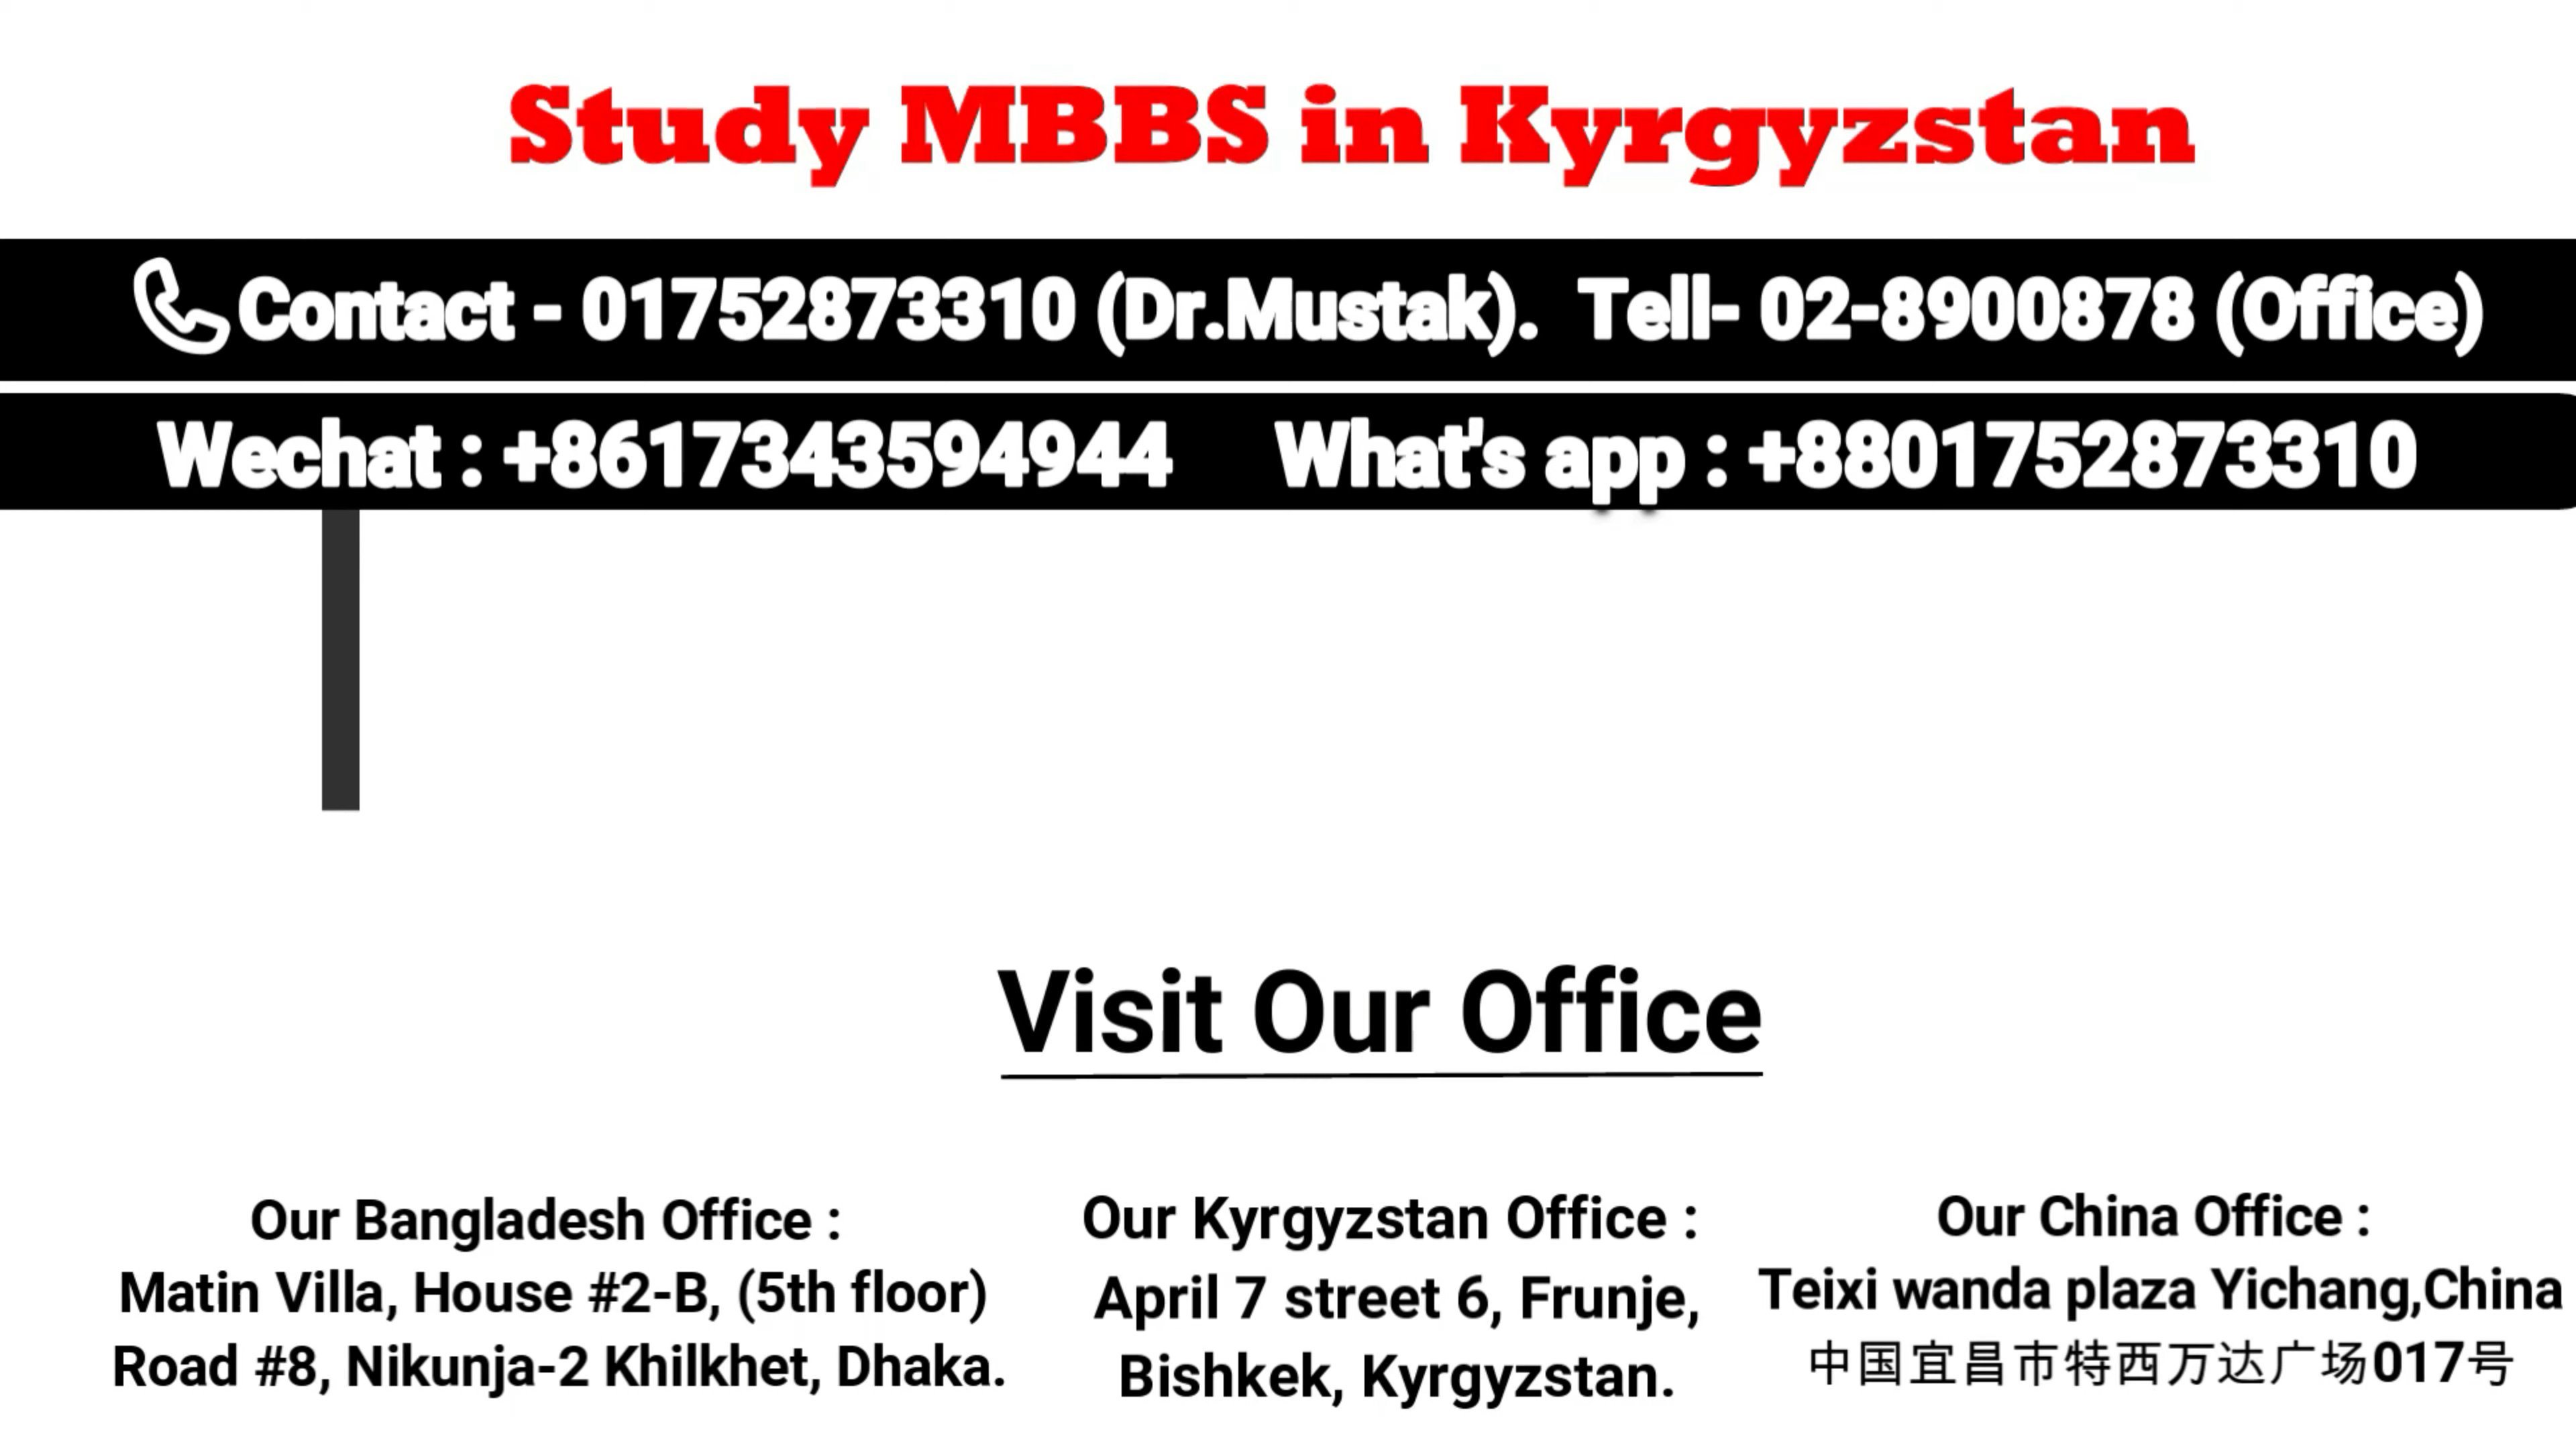 Study MBBS in Kyrgyzstan
Contact - 01752873310 (Dr.Mustak). Tell- 02-8900878 (Office)
Wechat : +8617343594944 What's app : +8801752873310
Visit Our Office
Our Bangladesh Office :
Matin Villa, House #2-B, (5th floor)
Road #8, Nikunja-2 Khilkhet, Dhaka.
Our Kyrgyzstan Office :
April 7 street 6, Frunje,
Bishkek, Kyrgyzstan.
Our China Office :
Teixi wanda plaza Yichang,China
中国宜昌市特西万达广场017号